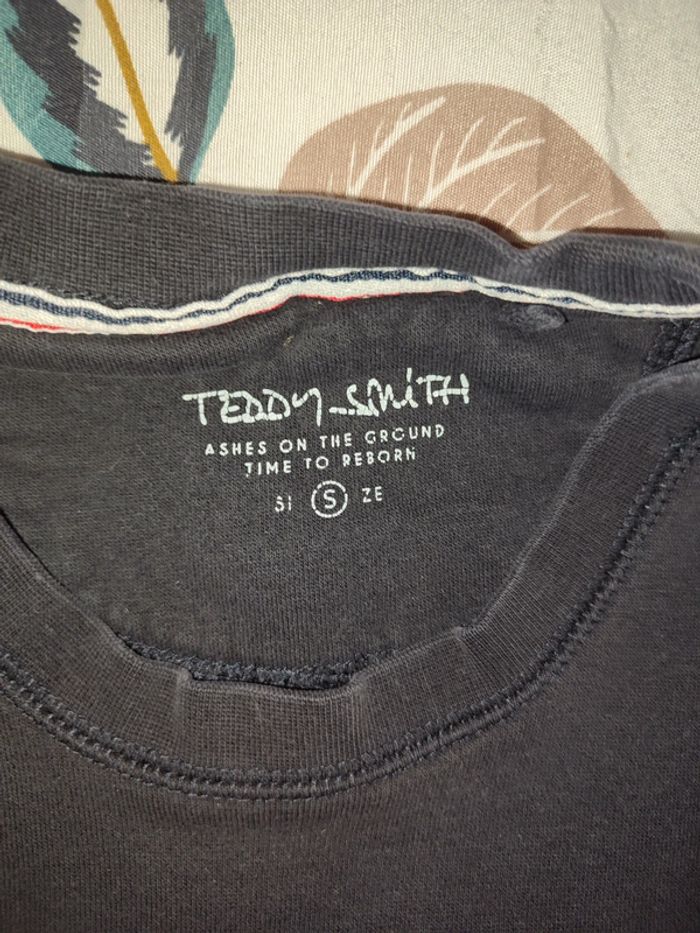 TEDDY SMITH
ASHES ON THE GROUND
TIME TO REBORN
SI S ZE